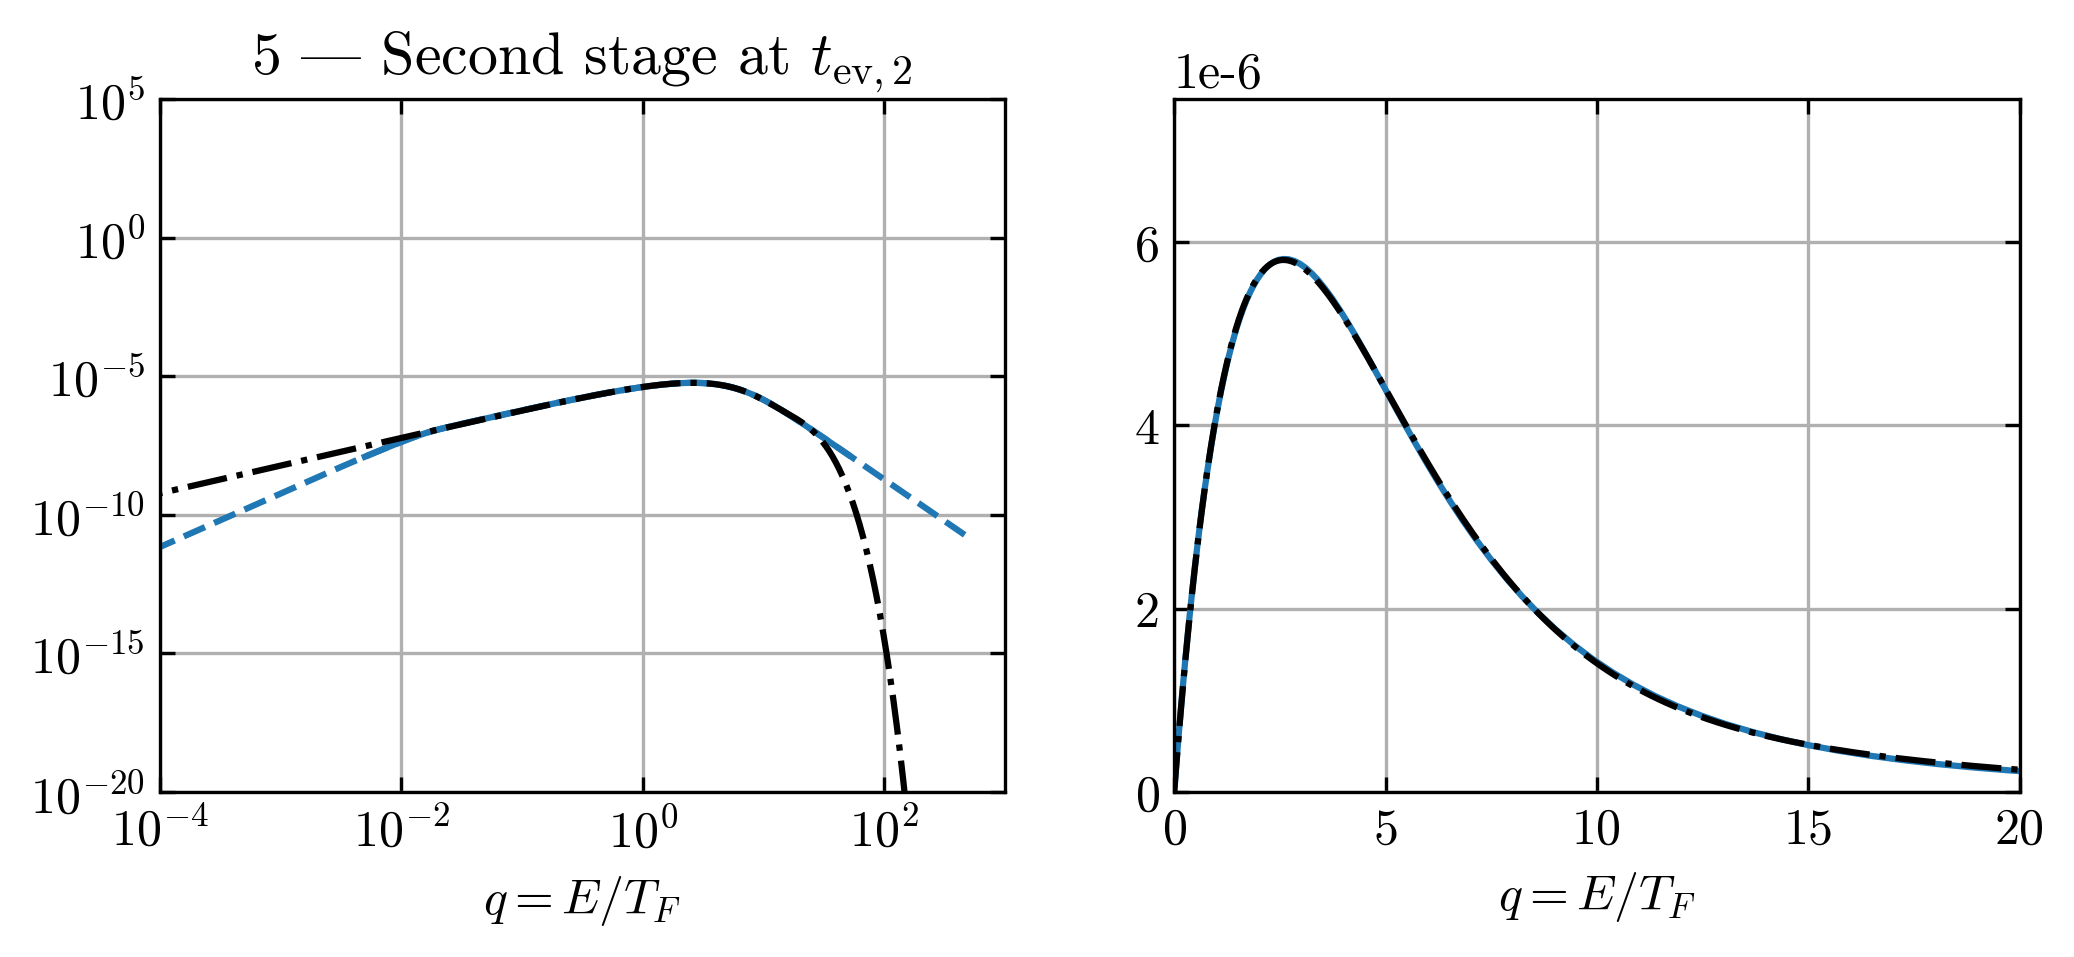 5 — Second stage at $t_{\mathrm{ev},2}$
$10^{5}$
$10^{0}$
$10^{-5}$
$10^{-10}$
$10^{-15}$
$10^{-20}$
$10^{-4}$ $10^{-2}$ $10^{0}$ $10^{2}$
$q = E/T_F$
1e-6
6
4
2
0
0 5 10 15 20
$q = E/T_F$